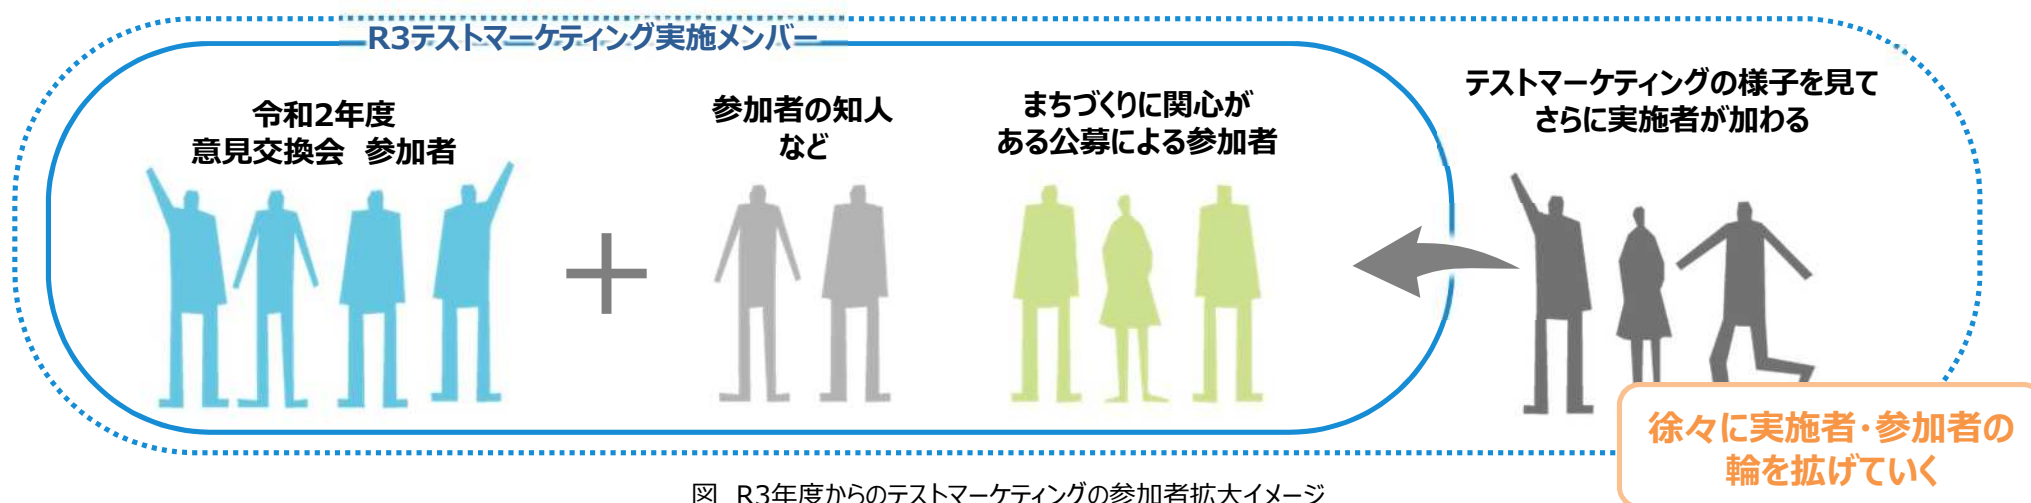 R3テストマーケティング実施メンバー
令和2年度
意見交換会 参加者
参加者の知人
など
まちづくりに関心が
ある公募による参加者
テストマーケティングの様子を見て
さらに実施者が加わる
徐々に実施者・参加者の
輪を拡げていく
図 R3年度からのテストマーケティングの参加者拡大イメージ